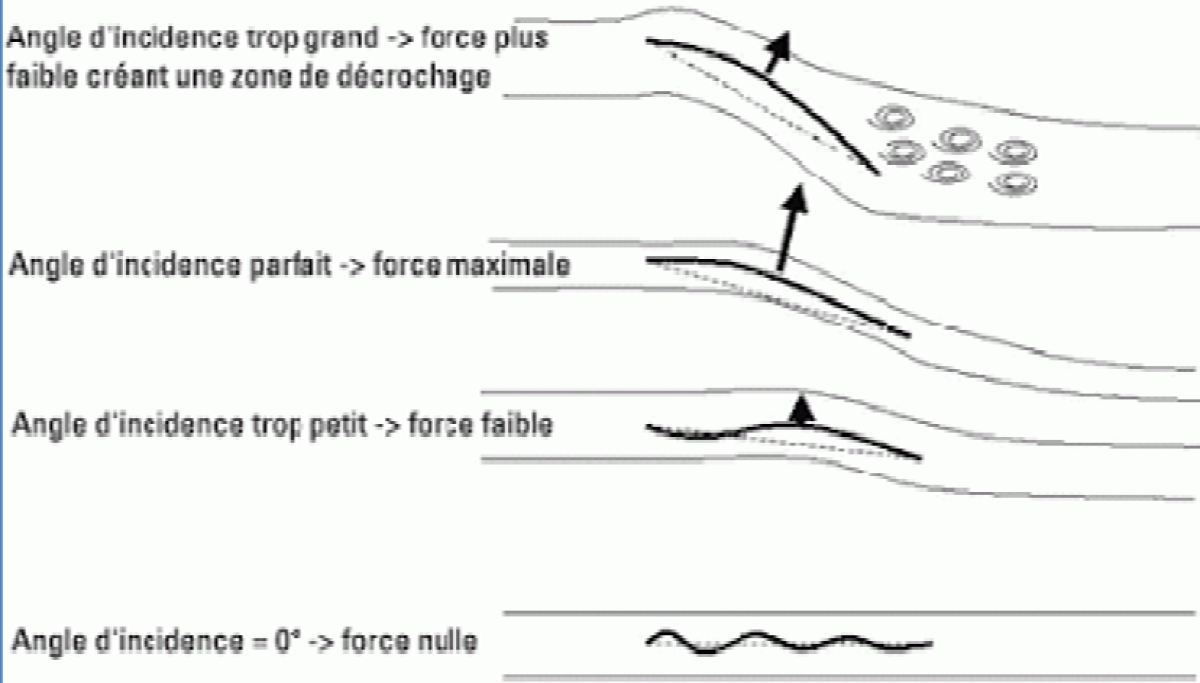 Angle d'incidence trop grand -> force plus
faible créant une zone de décrochage
Angle d'incidence parfait -> force maximale
Angle d'incidence trop petit -> force faible
Angle d'incidence = 0° -> force nulle